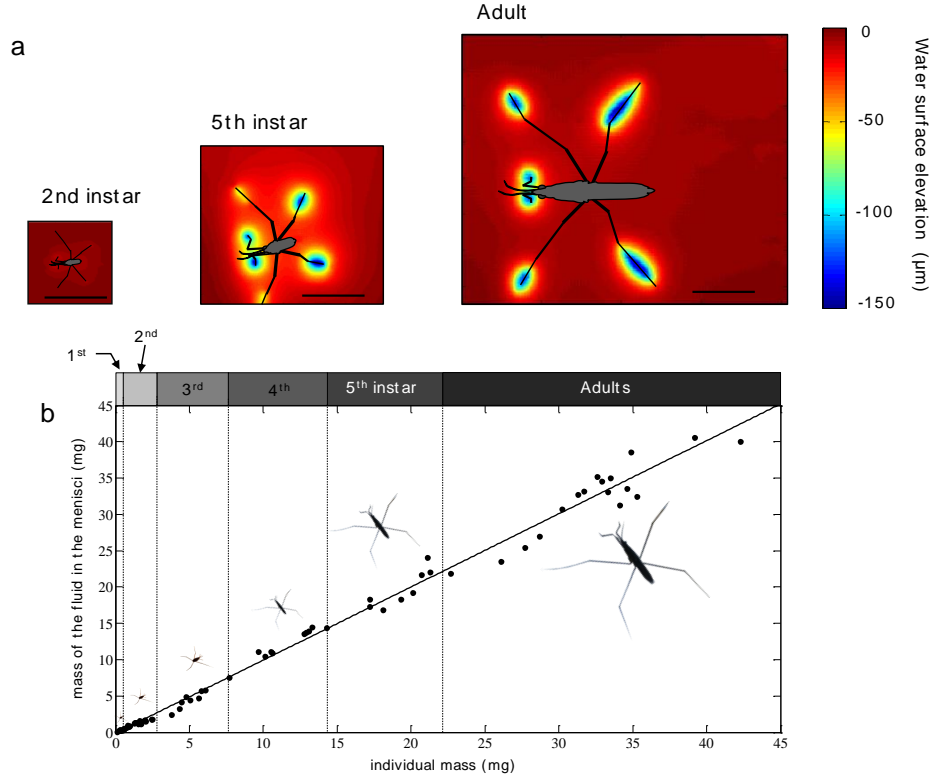 Adult
a
5th instar
2nd instar
0
-50
-100
-150
Water surface elevation (µm)
1st
2nd
3rd
4th
5th instar
Adults
b
45
40
35
30
25
20
15
10
5
0
mass of the fluid in the menisci (mg)
0 5 10 15 20 25 30 35 40 45
individual mass (mg)